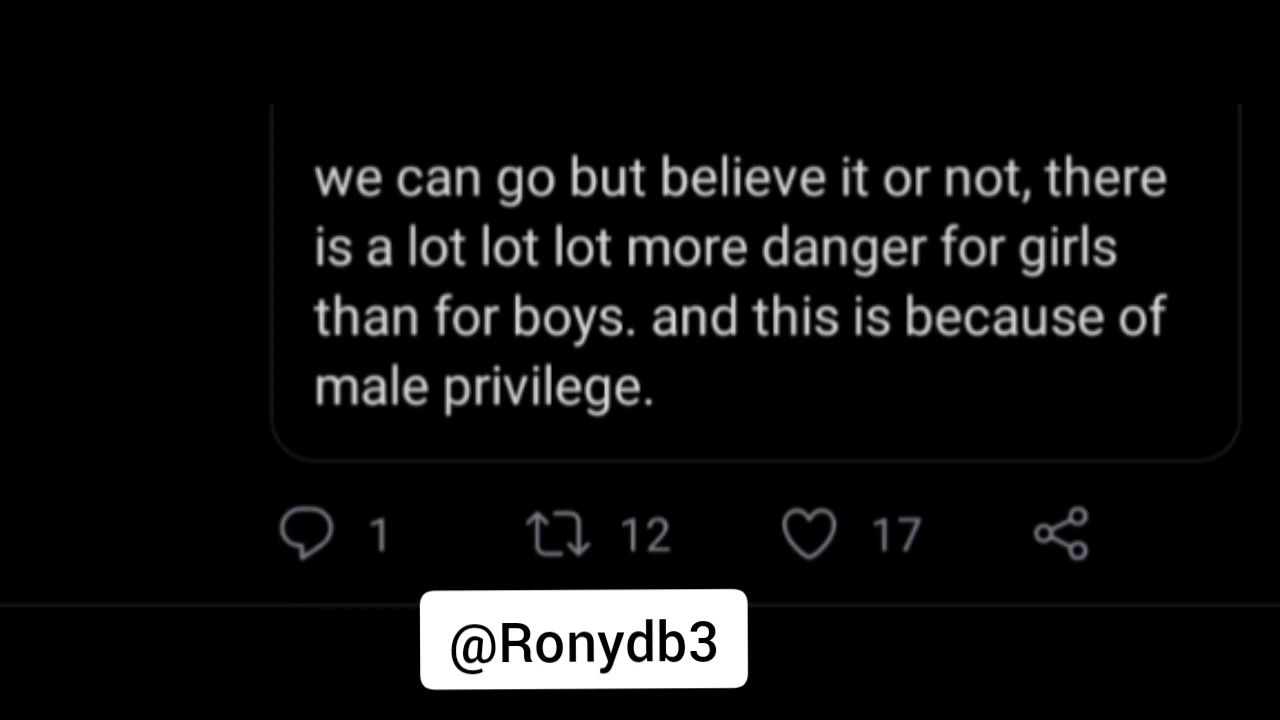 we can go but believe it or not, there
is a lot lot lot more danger for girls
than for boys. and this is because of
male privilege.
1 12 17
@Ronydb3